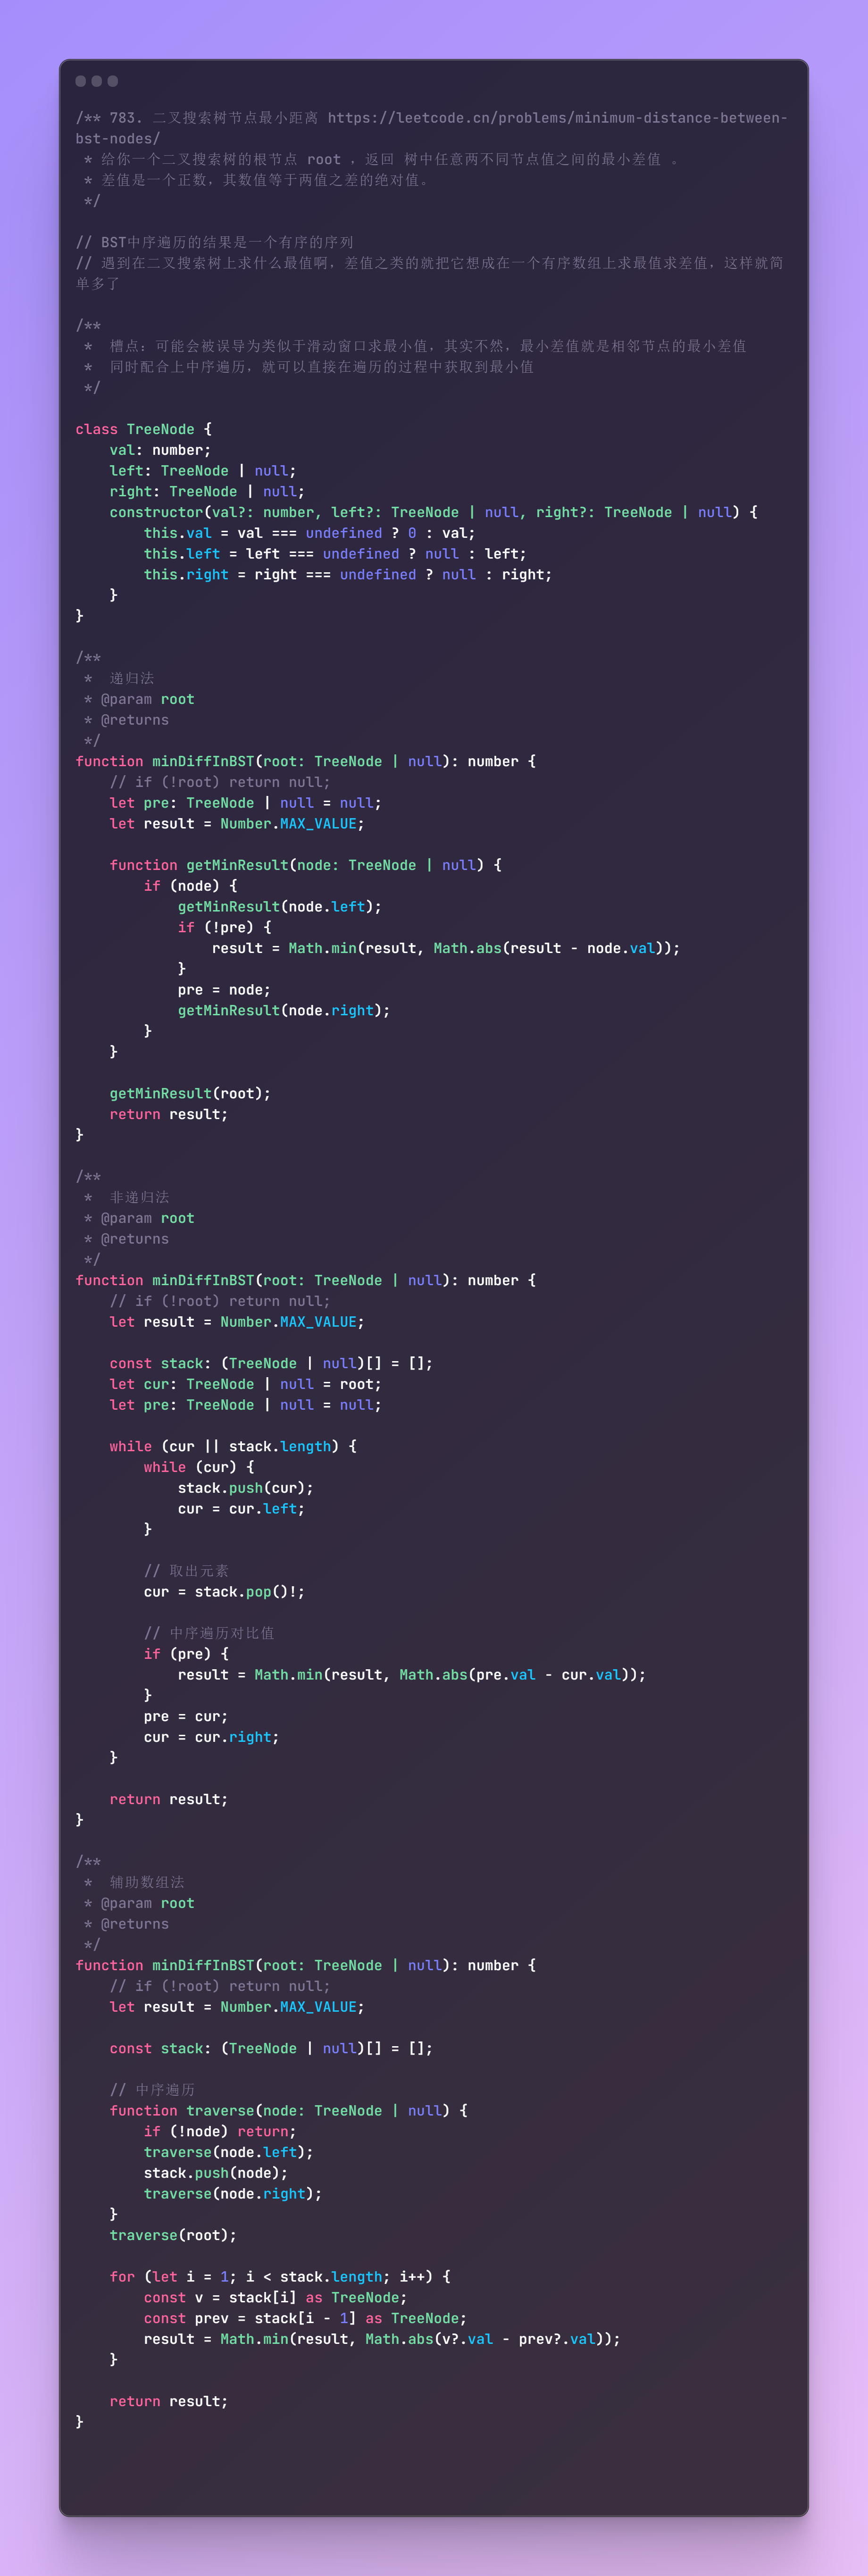 /** 783. 二叉搜索树节点最小距离 https://leetcode.cn/problems/minimum-distance-between-
bst-nodes/
 * 给你一个二叉搜索树的根节点 root ，返回 树中任意两不同节点值之间的最小差值 。
 * 差值是一个正数，其数值等于两值之差的绝对值。
 */

// BST中序遍历的结果是一个有序的序列
// 遇到在二叉搜索树上求什么最值啊，差值之类的就把它想成在一个有序数组上求最值求差值，这样就简
单多了

/**
 *  槽点：可能会被误导为类似于滑动窗口求最小值，其实不然，最小差值就是相邻节点的最小差值
 *  同时配合上中序遍历，就可以直接在遍历的过程中获取到最小值
 */

class TreeNode {
    val: number;
    left: TreeNode | null;
    right: TreeNode | null;
    constructor(val?: number, left?: TreeNode | null, right?: TreeNode | null) {
        this.val = val === undefined ? 0 : val;
        this.left = left === undefined ? null : left;
        this.right = right === undefined ? null : right;
    }
}

/**
 *  递归法
 * @param root
 * @returns
 */
function minDiffInBST(root: TreeNode | null): number {
    // if (!root) return null;
    let pre: TreeNode | null = null;
    let result = Number.MAX_VALUE;

    function getMinResult(node: TreeNode | null) {
        if (node) {
            getMinResult(node.left);
            if (!pre) {
                result = Math.min(result, Math.abs(result - node.val));
            }
            pre = node;
            getMinResult(node.right);
        }
    }

    getMinResult(root);
    return result;
}

/**
 *  非递归法
 * @param root
 * @returns
 */
function minDiffInBST(root: TreeNode | null): number {
    // if (!root) return null;
    let result = Number.MAX_VALUE;

    const stack: (TreeNode | null)[] = [];
    let cur: TreeNode | null = root;
    let pre: TreeNode | null = null;

    while (cur || stack.length) {
        while (cur) {
            stack.push(cur);
            cur = cur.left;
        }

        // 取出元素
        cur = stack.pop()!;

        // 中序遍历对比值
        if (pre) {
            result = Math.min(result, Math.abs(pre.val - cur.val));
        }
        pre = cur;
        cur = cur.right;
    }

    return result;
}

/**
 *  辅助数组法
 * @param root
 * @returns
 */
function minDiffInBST(root: TreeNode | null): number {
    // if (!root) return null;
    let result = Number.MAX_VALUE;

    const stack: (TreeNode | null)[] = [];

    // 中序遍历
    function traverse(node: TreeNode | null) {
        if (!node) return;
        traverse(node.left);
        stack.push(node);
        traverse(node.right);
    }
    traverse(root);

    for (let i = 1; i < stack.length; i++) {
        const v = stack[i] as TreeNode;
        const prev = stack[i - 1] as TreeNode;
        result = Math.min(result, Math.abs(v?.val - prev?.val));
    }

    return result;
}